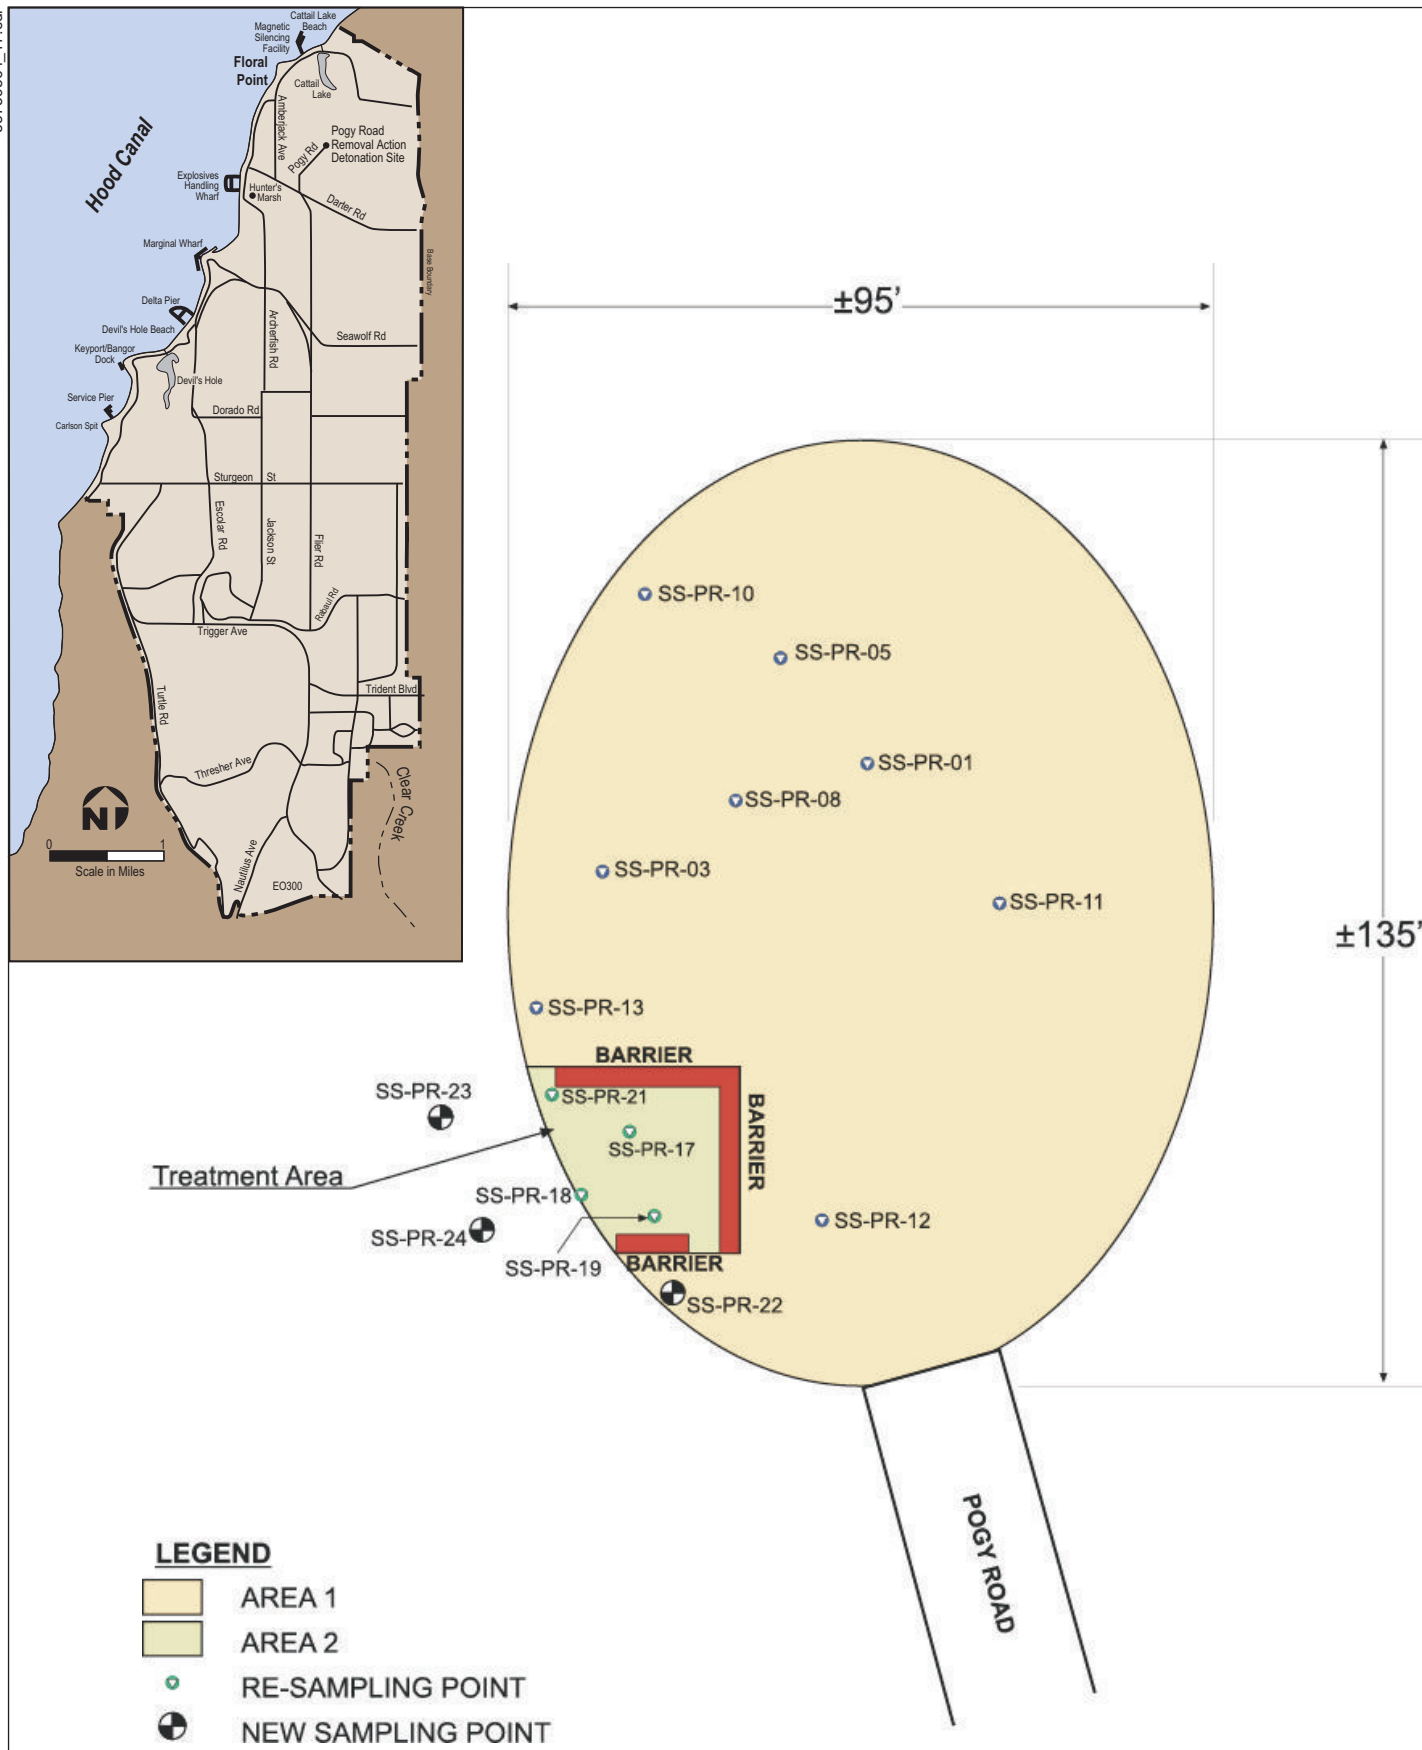 Cattail Lake
Beach
Magnetic
Silencing
Facility
Floral
Point
Cattail
Lake
Amberjack Ave
Pogy Rd
Pogy Road
Removal Action
Detonation Site
Hood Canal
Explosives
Handling
Wharf
Hunter's
Marsh
Darter Rd
Marginal Wharf
Base Boundary
Delta Pier
Devil's Hole Beach
Archerfish Rd
Seawolf Rd
Keyport/Bangor
Dock
Devil's Hole
Service Pier
Dorado Rd
Carlson Spit
Sturgeon St
Escolar Rd
Jackson St
Flier Rd
Rabaul Rd
Trigger Ave
Turtle Rd
Trident Blvd
Thresher Ave
Clear Creek
N
0 1
Scale in Miles
Nautilus Ave
EO300
±95'
±135'
SS-PR-10
SS-PR-05
SS-PR-01
SS-PR-08
SS-PR-03
SS-PR-11
SS-PR-13
BARRIER
SS-PR-23
SS-PR-21
BARRIER
SS-PR-17
Treatment Area
SS-PR-18
SS-PR-24
SS-PR-12
SS-PR-19
BARRIER
SS-PR-22
POGY ROAD
LEGEND
AREA 1
AREA 2
RE-SAMPLING POINT
NEW SAMPLING POINT